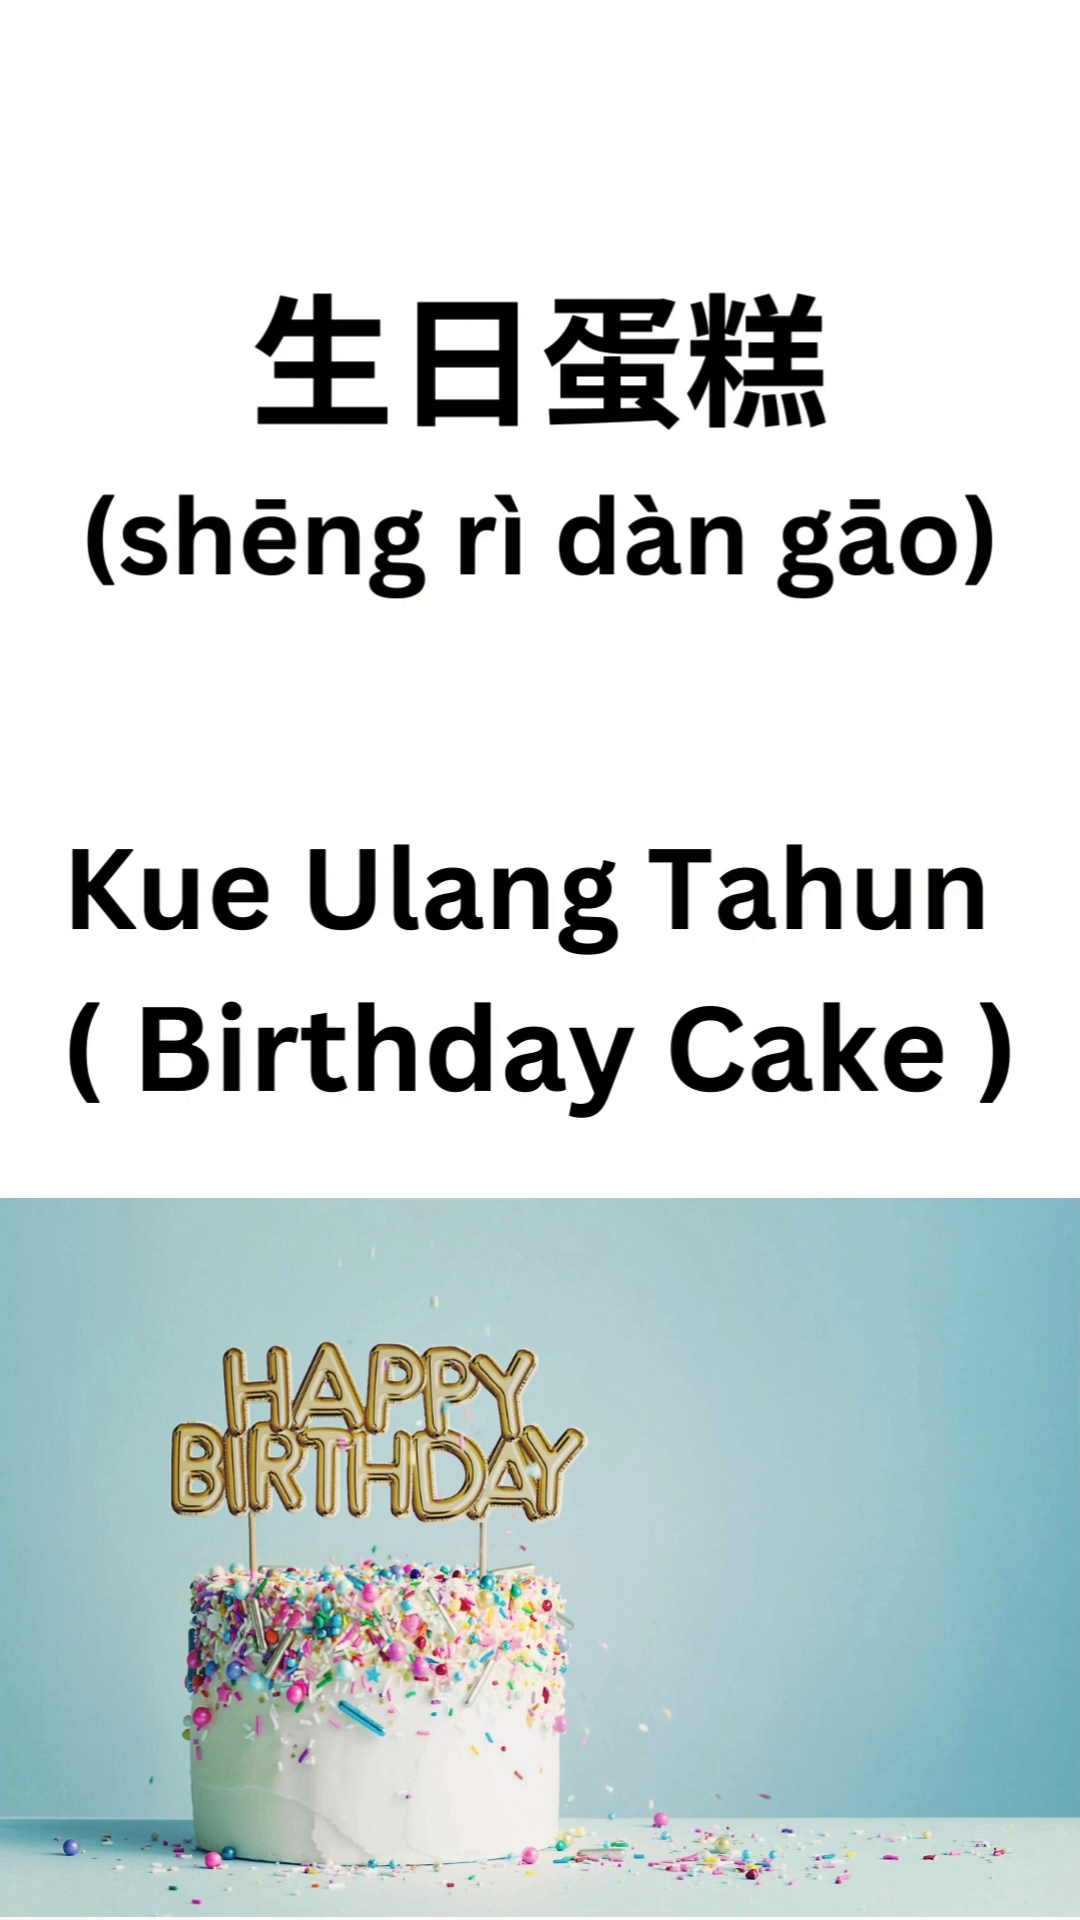 生日蛋糕
(shēng rì dàn gāo)
Kue Ulang Tahun
( Birthday Cake )
HAPPY
BIRTHDAY